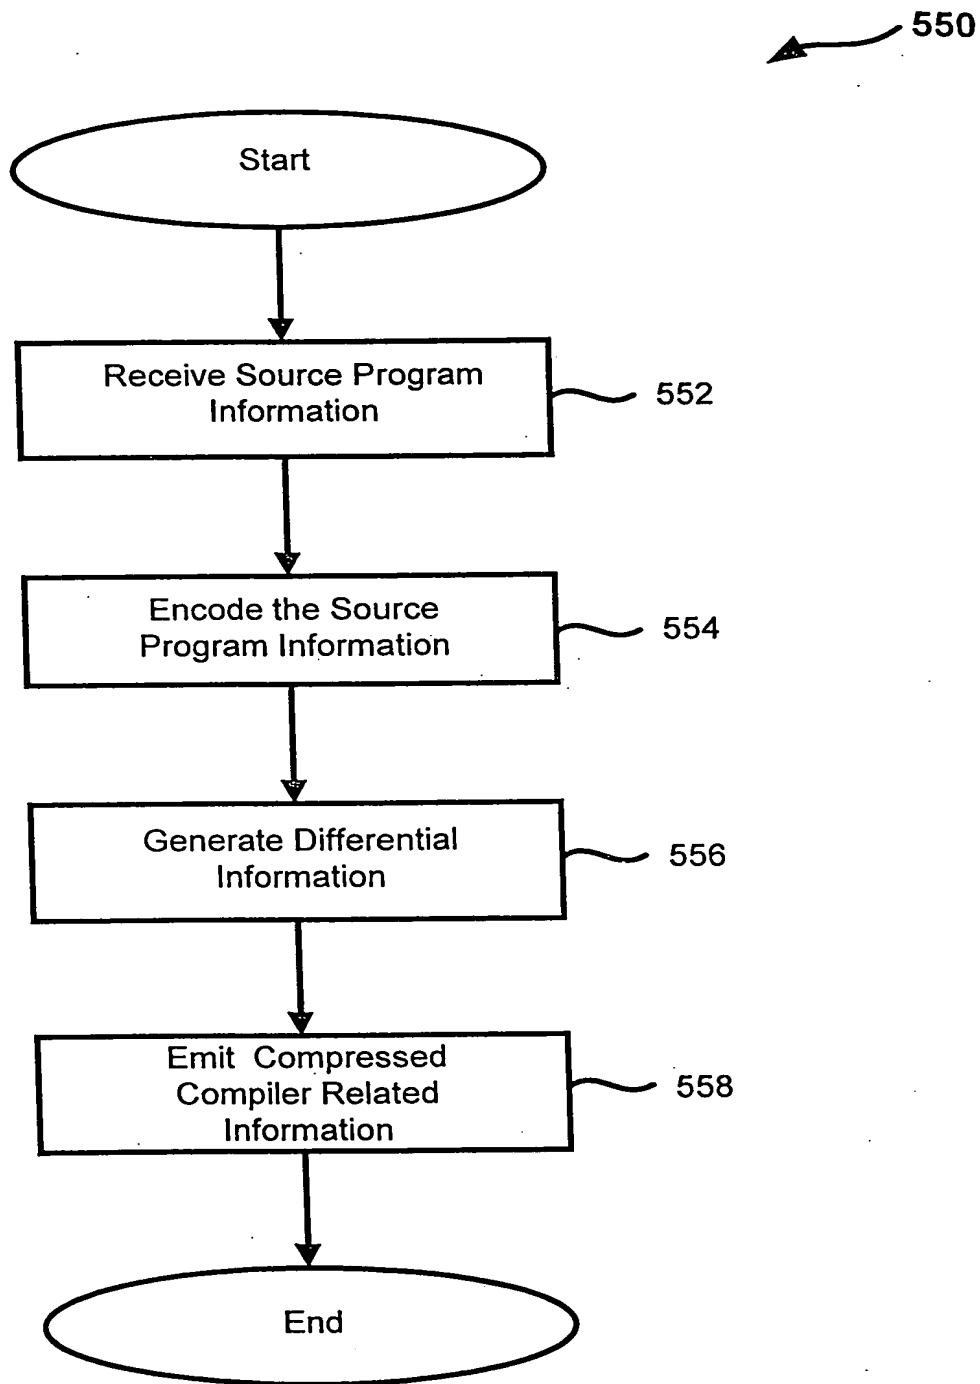 550
Start
Receive Source Program
Information
552
Encode the Source
Program Information
554
Generate Differential
Information
556
Emit Compressed
Compiler Related
Information
558
End